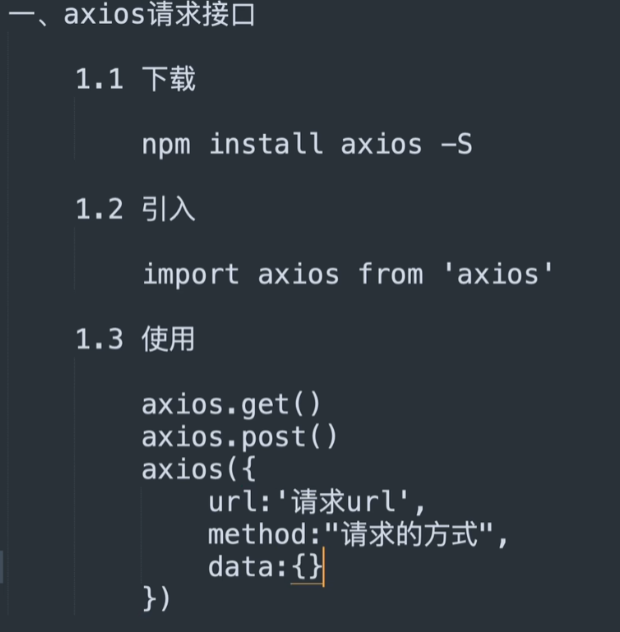 一、axios请求接口
1.1 下载
npm install axios -S
1.2 引入
import axios from 'axios'
1.3 使用
axios.get()
axios.post()
axios({
url:'请求url',
method:"请求的方式",
data:{}
})